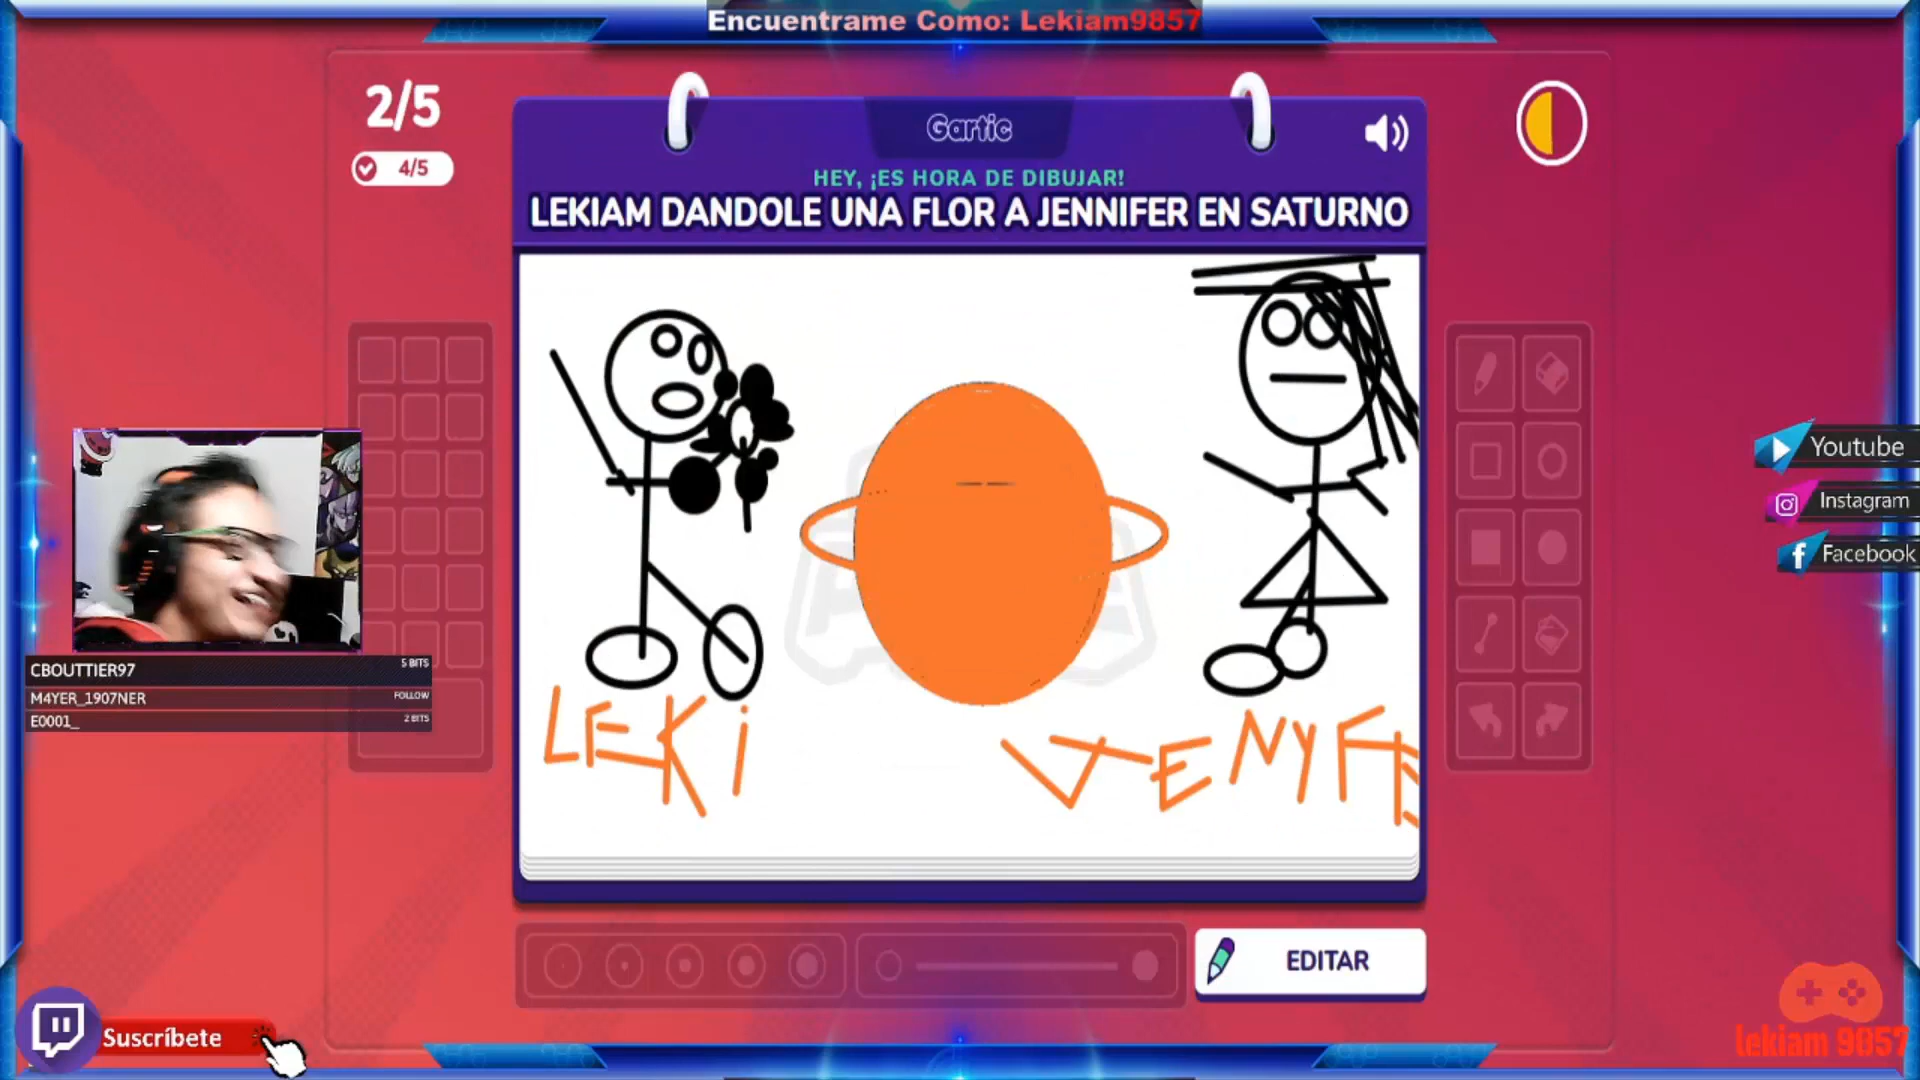 Encuentrame Como: Lekiam9857
2/5
4/5
Gartic
HEY, ¡ES HORA DE DIBUJAR!
LEKIAM DANDOLE UNA FLOR A JENNIFER EN SATURNO
LEKi
JENYFE
Youtube
Instagram
Facebook
CBOUTTIER97 5 BITS
M4YER_1907NER FOLLOW
E0001_ 2 BITS
EDITAR
Suscríbete
lekiam 9857